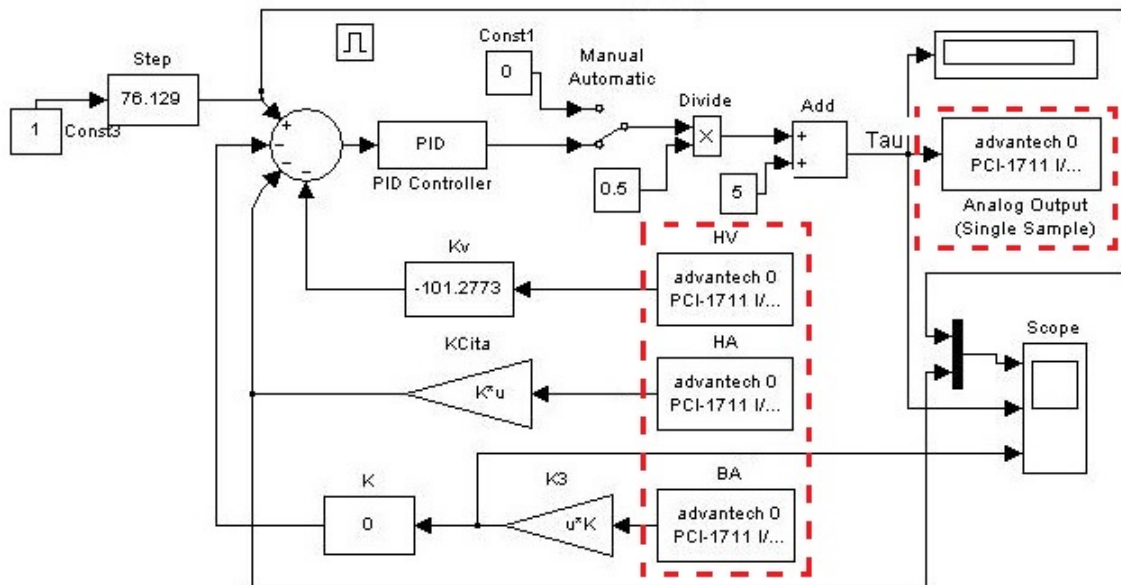 Step
76.129
1
Const3
+
−
−
−
PID
PID Controller
Const1
0
Manual
Automatic
Divide
×
0.5
Add
+
+
5
Tau
advantech 0
PCI-1711 I/...
Analog Output
(Single Sample)
Kv
-101.2773
HV
advantech 0
PCI-1711 I/...
KCita
K*u
HA
advantech 0
PCI-1711 I/...
Scope
K
0
K3
u*K
BA
advantech 0
PCI-1711 I/...